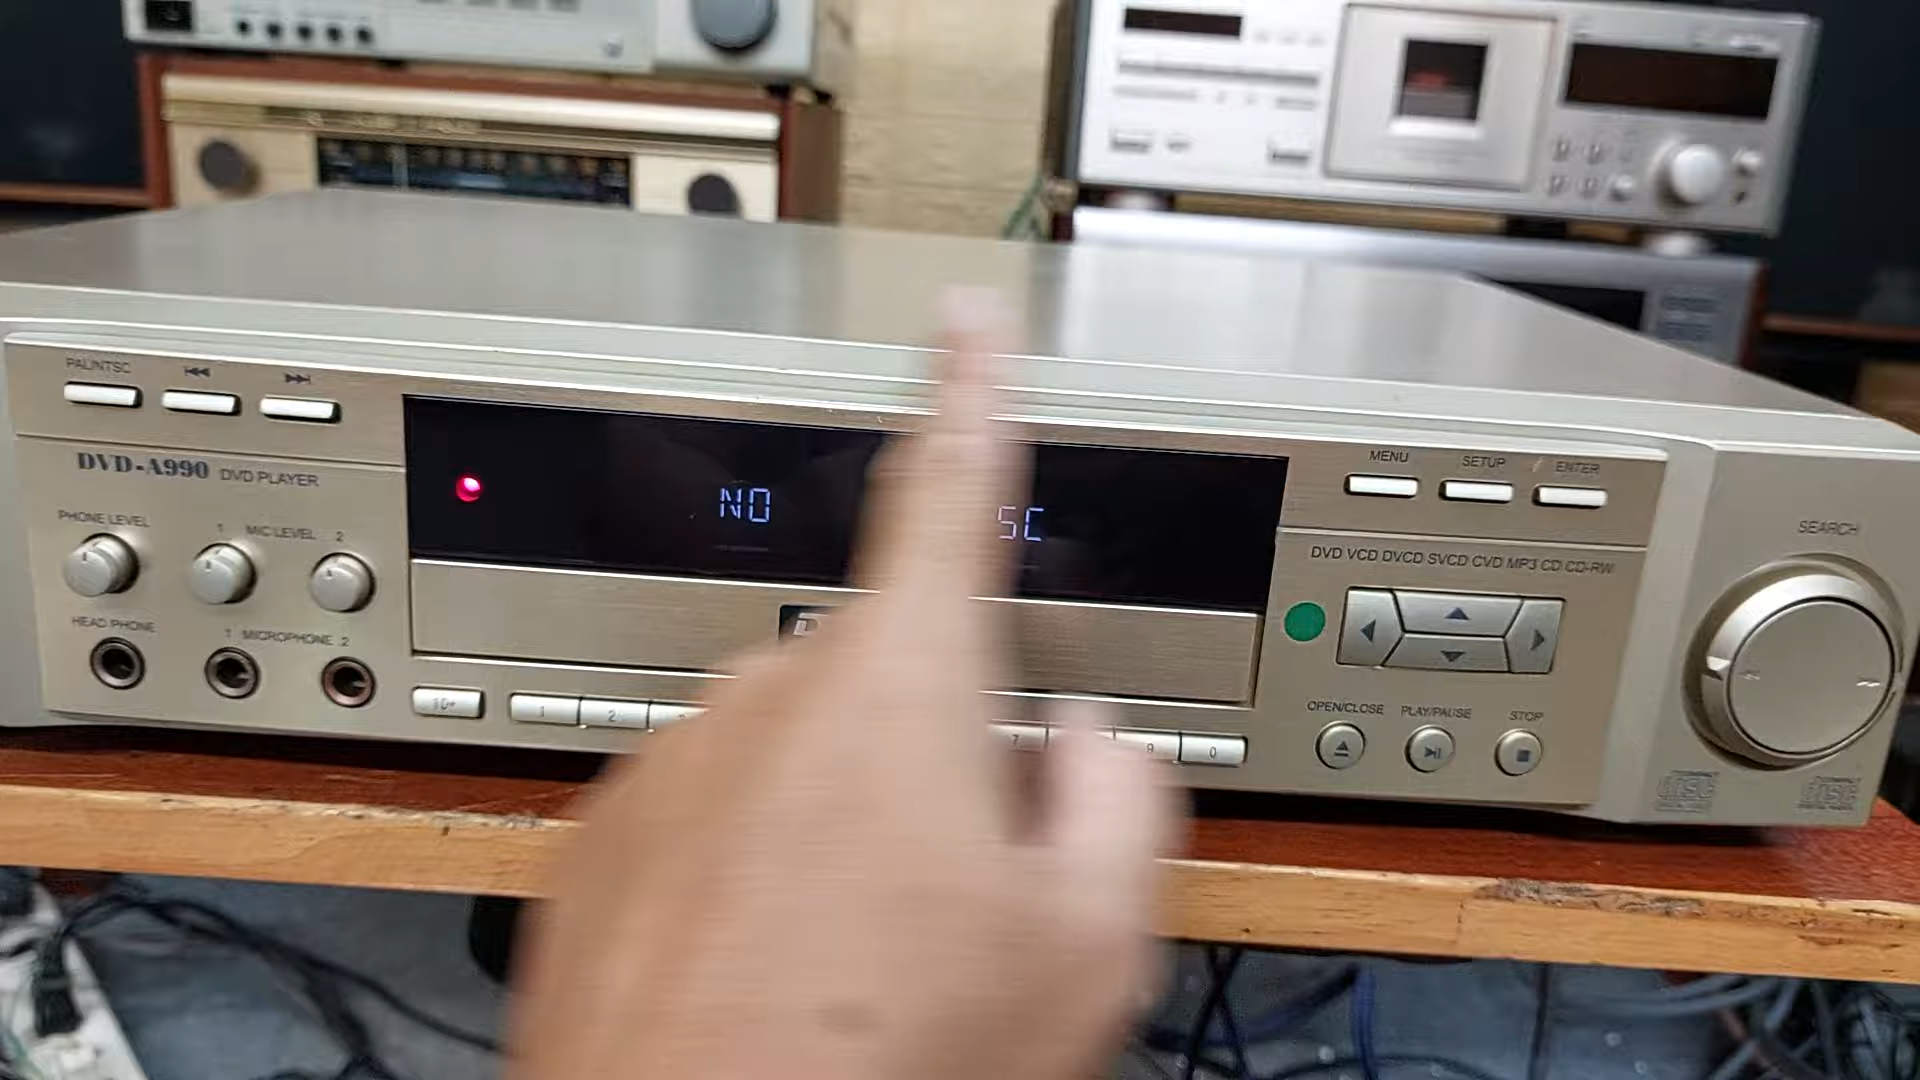 PAL/NTSC
DVD-A990 DVD PLAYER
PHONE LEVEL
1 MIC LEVEL 2
HEAD PHONE
1 MICROPHONE 2
NO
SC
10+
1
2
7
9
0
MENU
SETUP
ENTER
DVD VCD DVCD SVCD CVD MP3 CD CD-RW
OPEN/CLOSE
PLAY/PAUSE
STOP
SEARCH